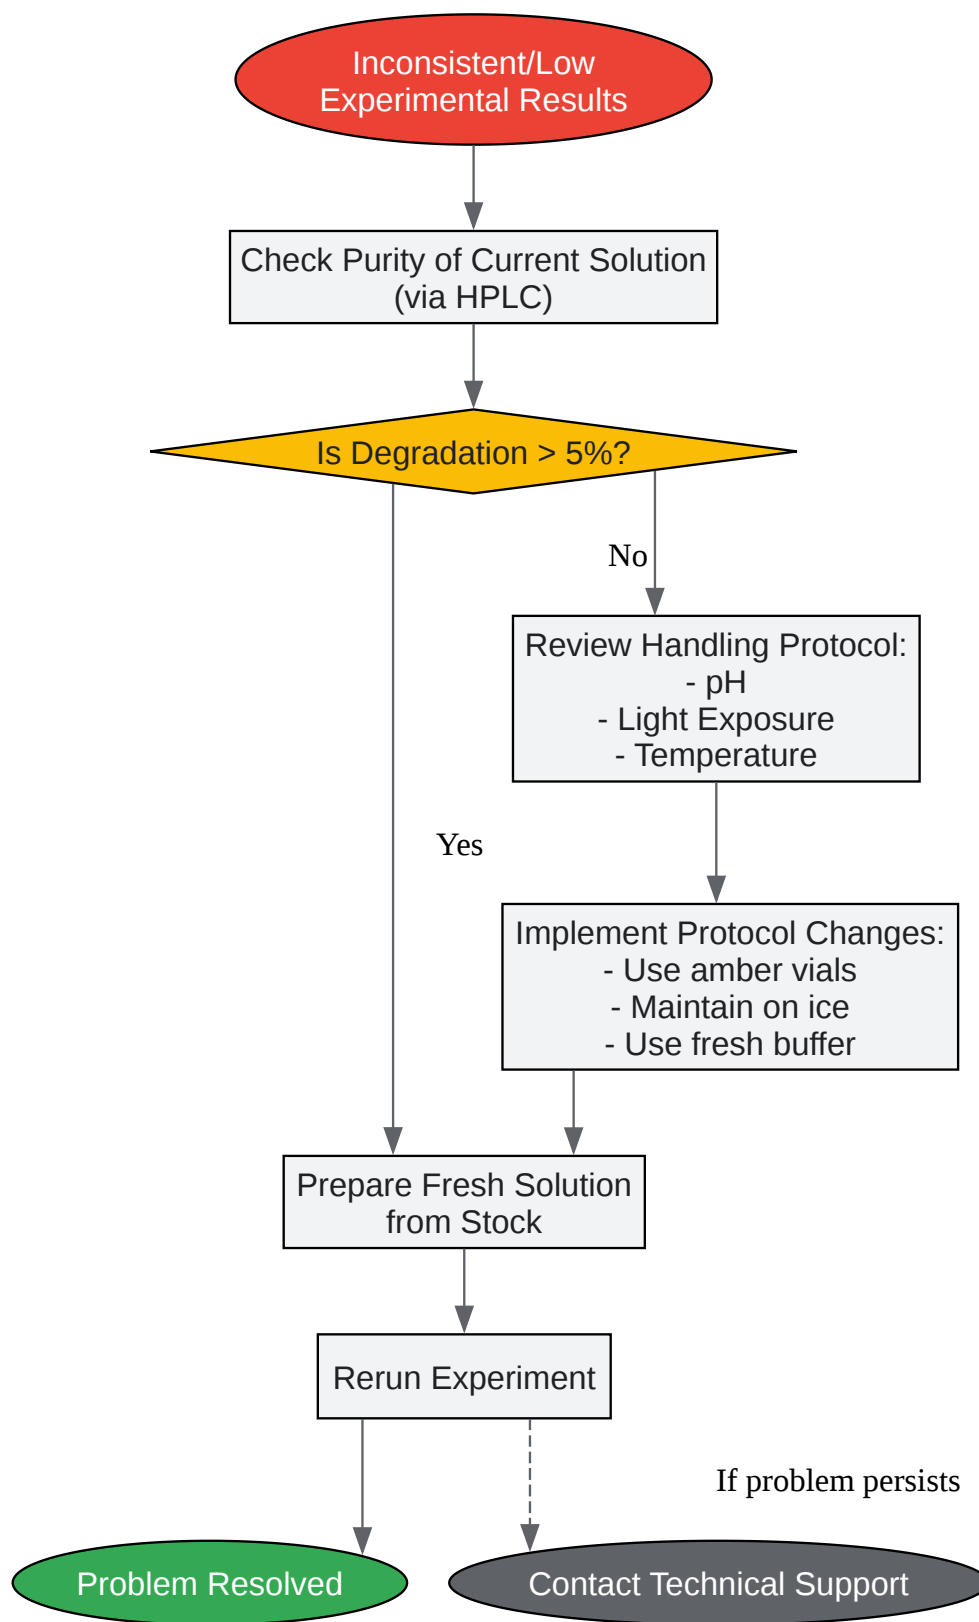 Inconsistent/Low
Experimental Results
Check Purity of Current Solution
(via HPLC)
Is Degradation > 5%?
No
Review Handling Protocol:
- pH
- Light Exposure
- Temperature
Yes
Implement Protocol Changes:
- Use amber vials
- Maintain on ice
- Use fresh buffer
Prepare Fresh Solution
from Stock
Rerun Experiment
If problem persists
Problem Resolved
Contact Technical Support